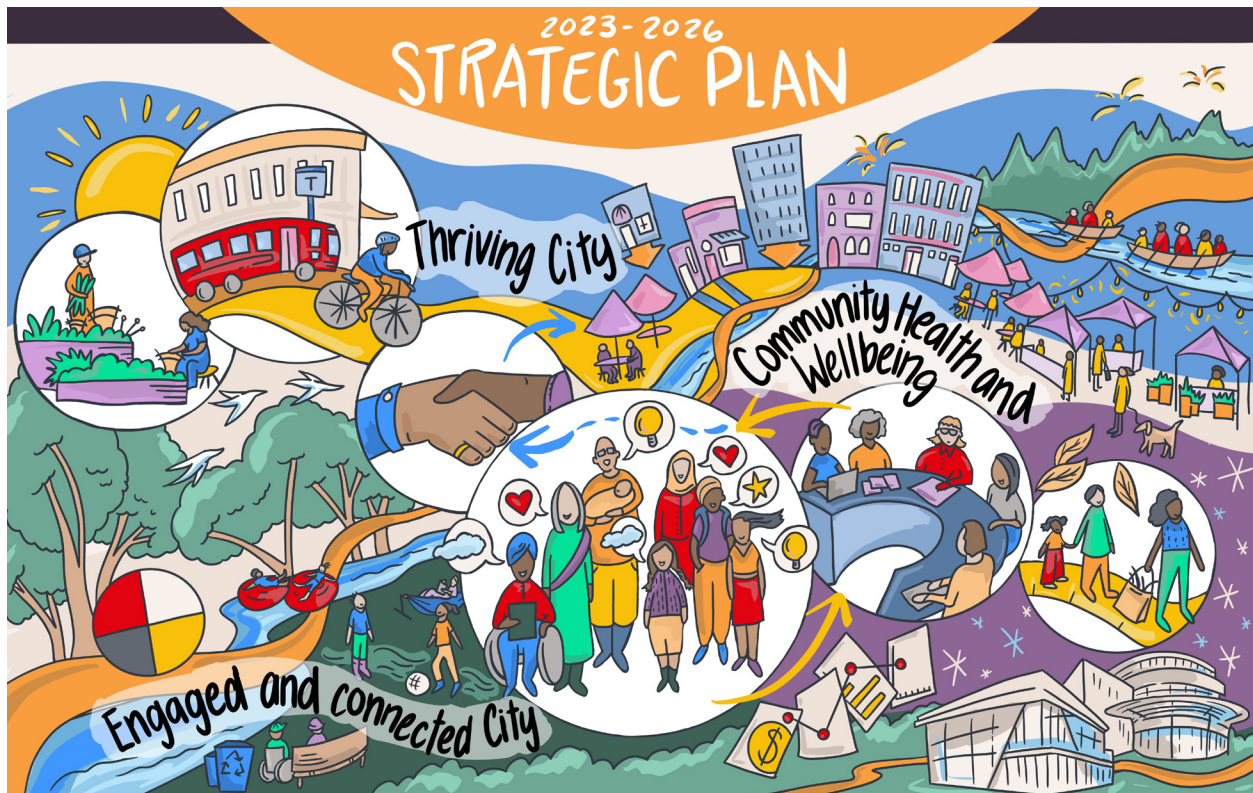 2023-2026
STRATEGIC PLAN
T
Thriving City
Community Health and
Wellbeing
Engaged and connected City
$